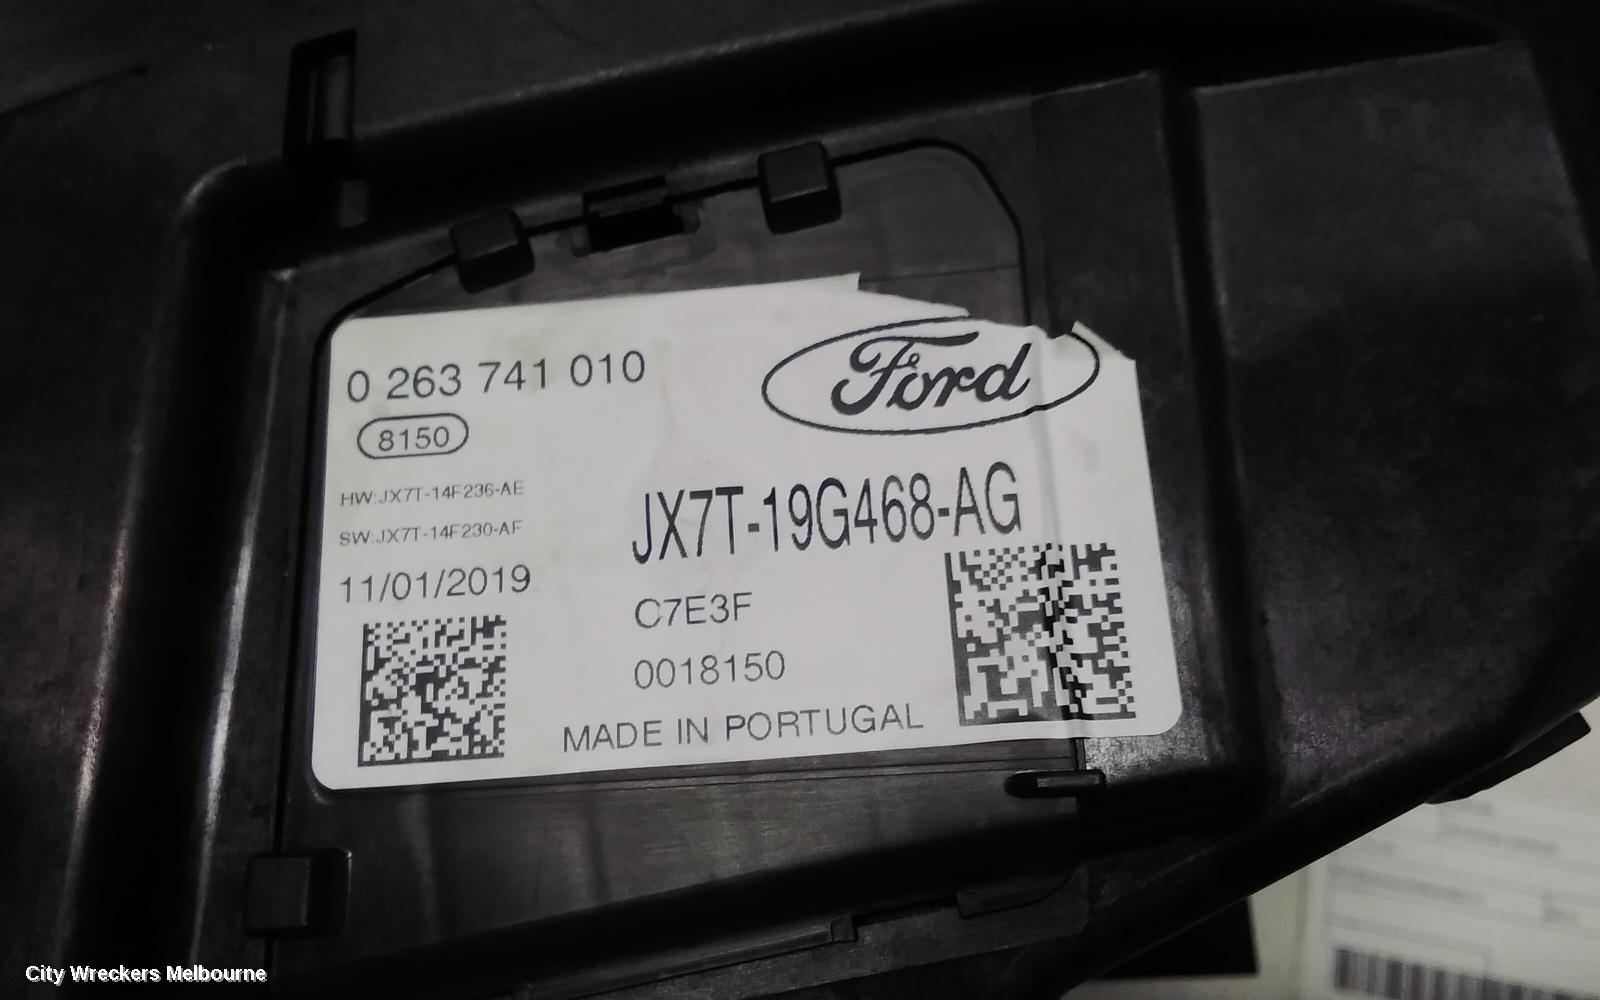 0 263 741 010
Ford
8150
HW:JX7T-14F236-AE
JX7T-19G468-AG
SW:JX7T-14F230-AF
11/01/2019
C7E3F
0018150
MADE IN PORTUGAL
City Wreckers Melbourne